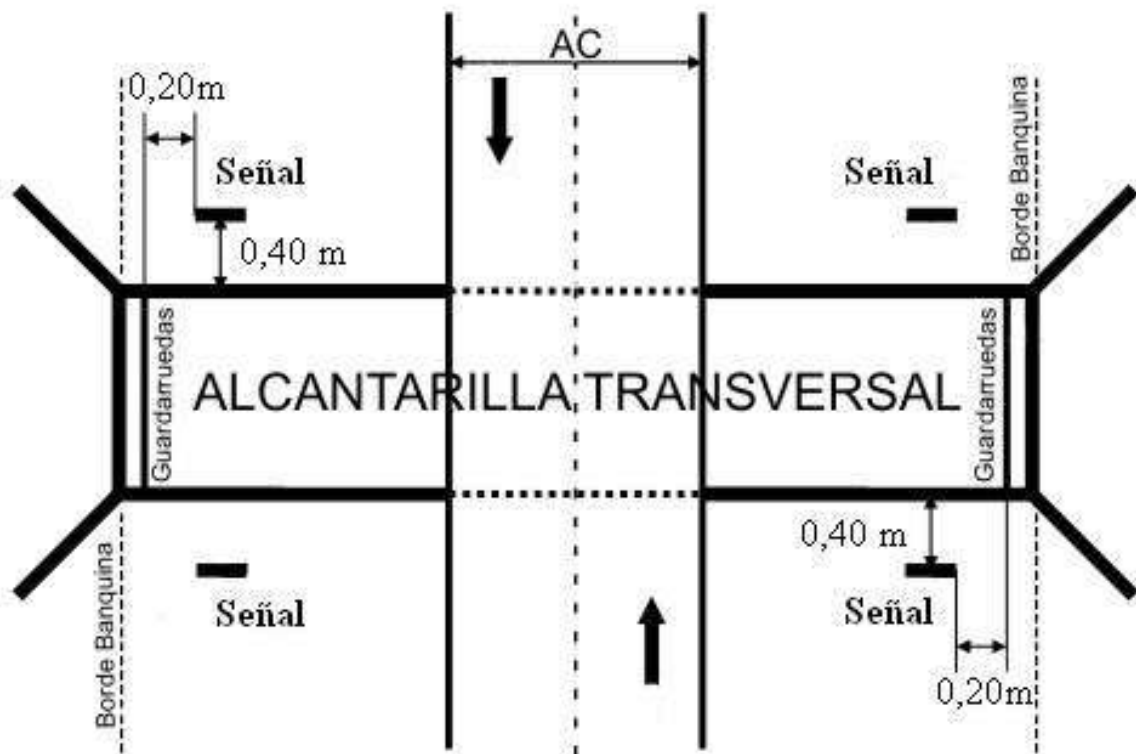 AC
0,20m
Señal
Señal
Borde Banquina
0,40 m
Guardarruedas
ALCANTARILLA TRANSVERSAL
Guardarruedas
0,40 m
Señal
Señal
Borde Banquina
0,20m